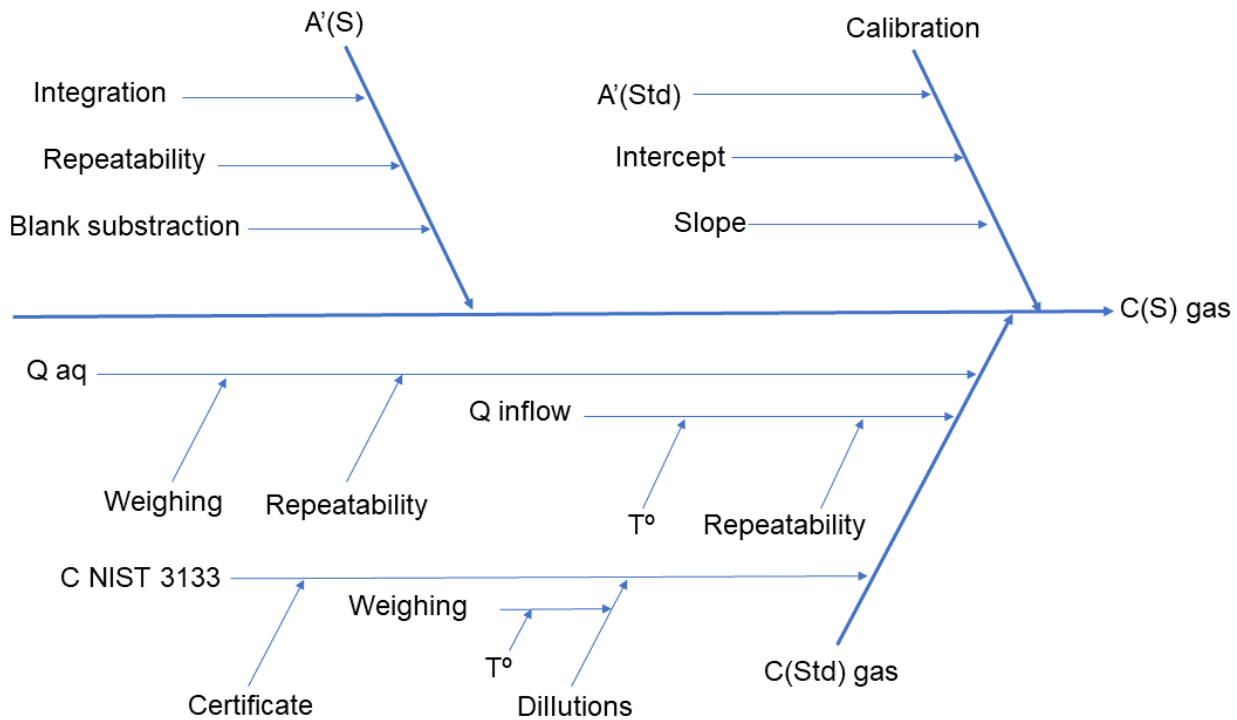 A’(S)
Calibration
Integration
A’(Std)
Repeatability
Intercept
Blank substraction
Slope
C(S) gas
Q aq
Q inflow
Weighing
Repeatability
Tº
Repeatability
C NIST 3133
Weighing
Tº
C(Std) gas
Certificate
Dillutions